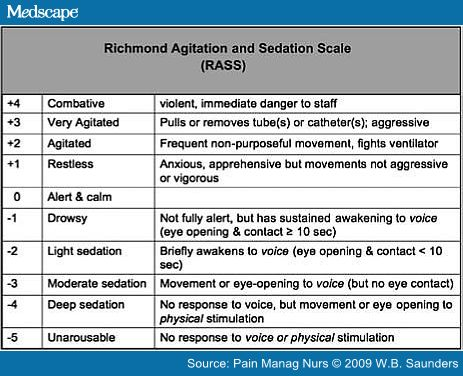 Medscape
Richmond Agitation and Sedation Scale
(RASS)
+4 Combative violent, immediate danger to staff
+3 Very Agitated Pulls or removes tube(s) or catheter(s); aggressive
+2 Agitated Frequent non-purposeful movement, fights ventilator
+1 Restless Anxious, apprehensive but movements not aggressive
or vigorous
0 Alert & calm
-1 Drowsy Not fully alert, but has sustained awakening to voice
(eye opening & contact ≥ 10 sec)
-2 Light sedation Briefly awakens to voice (eye opening & contact < 10
sec)
-3 Moderate sedation Movement or eye-opening to voice (but no eye contact)
-4 Deep sedation No response to voice, but movement or eye opening to
physical stimulation
-5 Unarousable No response to voice or physical stimulation
Source: Pain Manag Nurs © 2009 W.B. Saunders